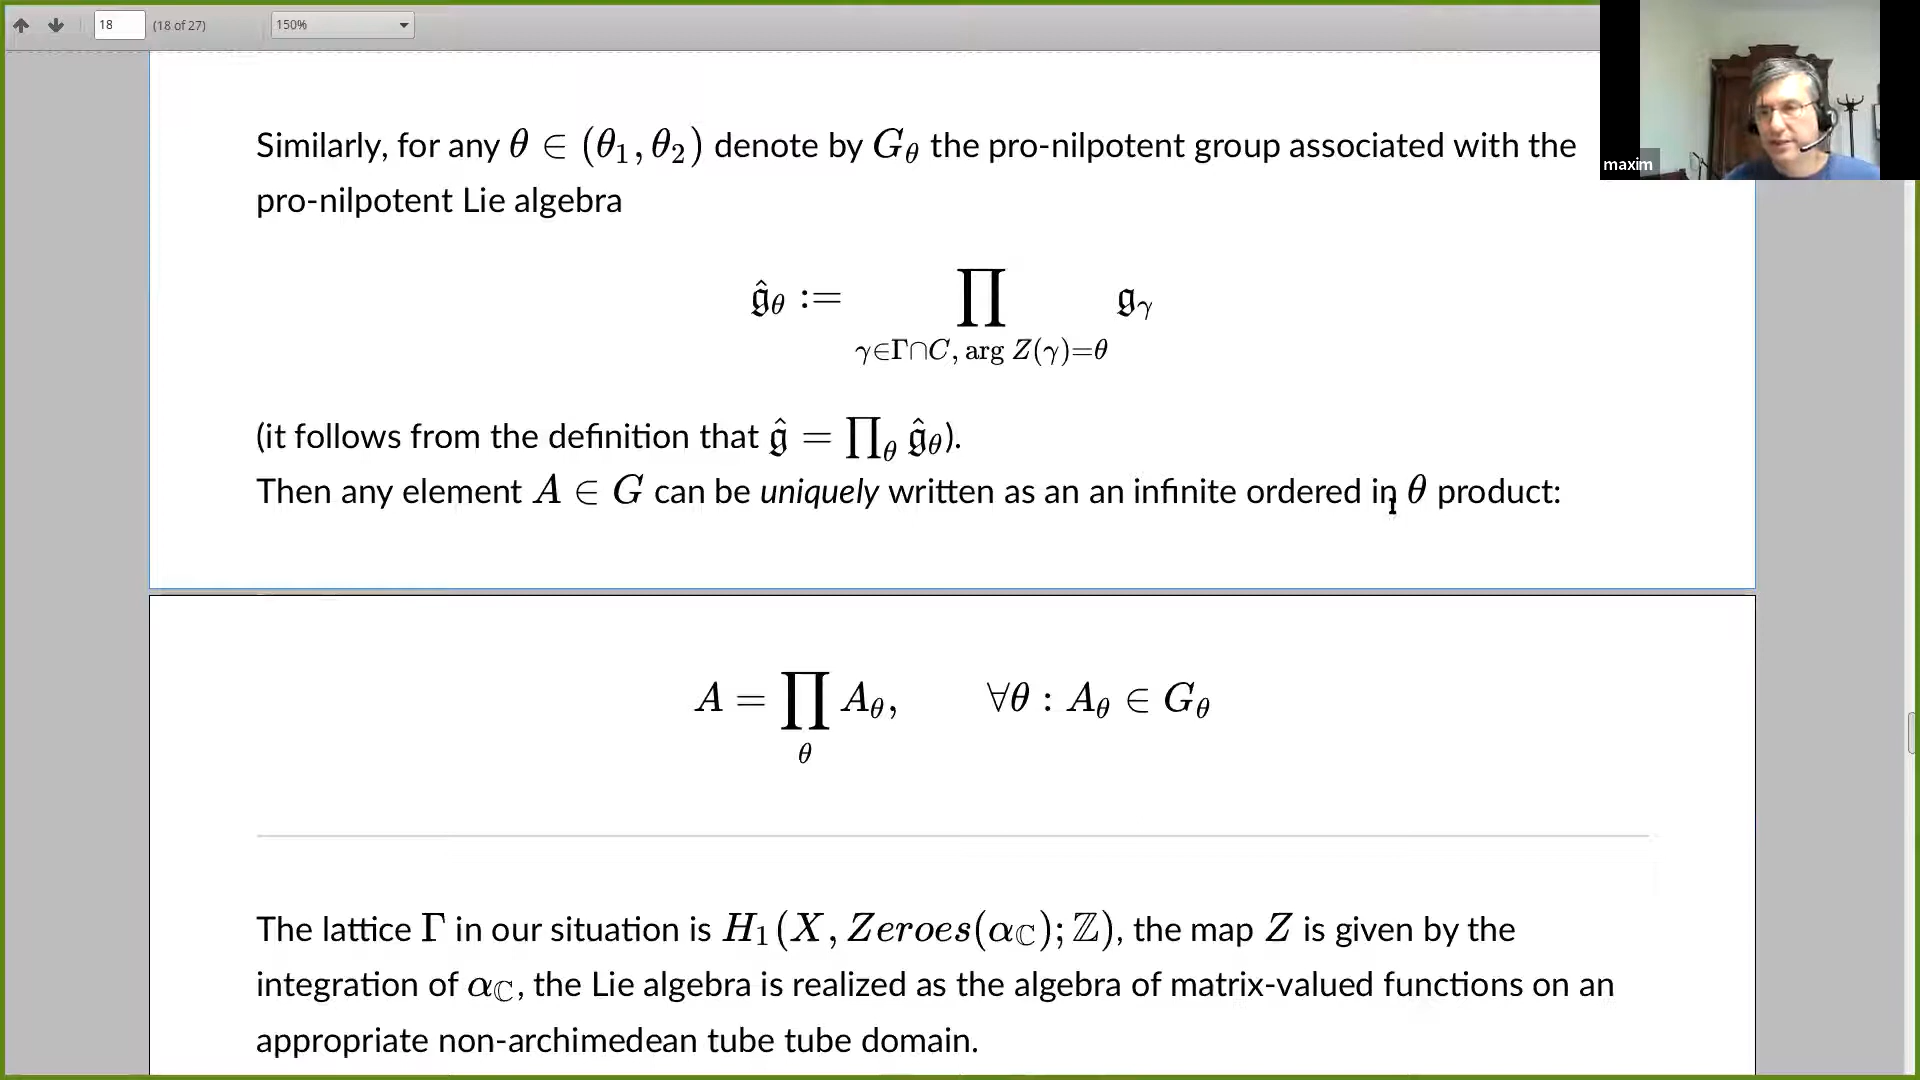 18 (18 of 27) 150%
maxim
Similarly, for any θ ∈ (θ₁, θ₂) denote by G_θ the pro-nilpotent group associated with the
pro-nilpotent Lie algebra
ĝ_θ := ∏_{γ∈Γ∩C, arg Z(γ)=θ} 𝔤_γ
(it follows from the definition that ĝ = ∏_θ ĝ_θ).
Then any element A ∈ G can be uniquely written as an an infinite ordered in θ product:
A = ∏_θ A_θ, ∀θ : A_θ ∈ G_θ
The lattice Γ in our situation is H₁(X, Zeroes(α_ℂ); ℤ), the map Z is given by the
integration of α_ℂ, the Lie algebra is realized as the algebra of matrix-valued functions on an
appropriate non-archimedean tube tube domain.